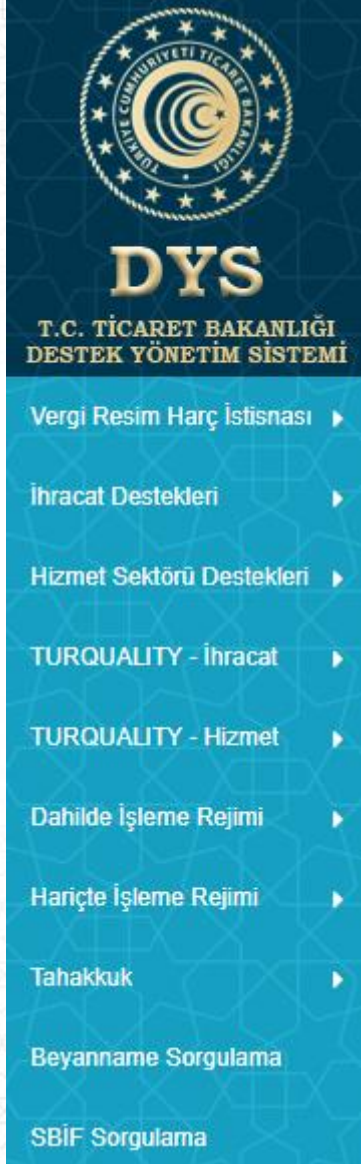 TÜRKİYE CUMHURİYETİ TİCARET BAKANLIĞI
DYS
T.C. TİCARET BAKANLIĞI
DESTEK YÖNETİM SİSTEMİ
Vergi Resim Harç İstisnası
İhracat Destekleri
Hizmet Sektörü Destekleri
TURQUALITY - İhracat
TURQUALITY - Hizmet
Dahilde İşleme Rejimi
Hariçte İşleme Rejimi
Tahakkuk
Beyanname Sorgulama
SBİF Sorgulama